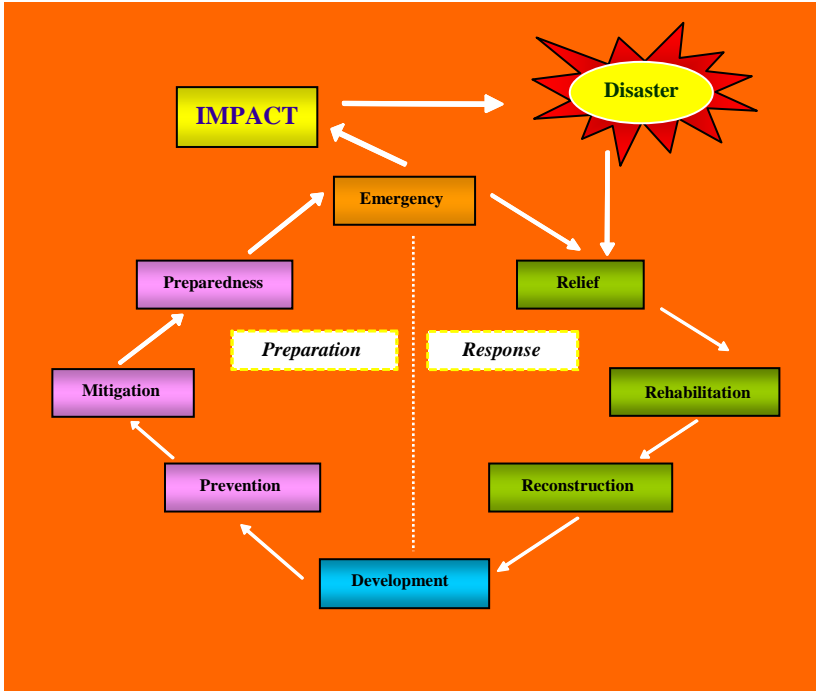 Disaster
IMPACT
Emergency
Preparedness
Relief
Preparation
Response
Mitigation
Rehabilitation
Prevention
Reconstruction
Development